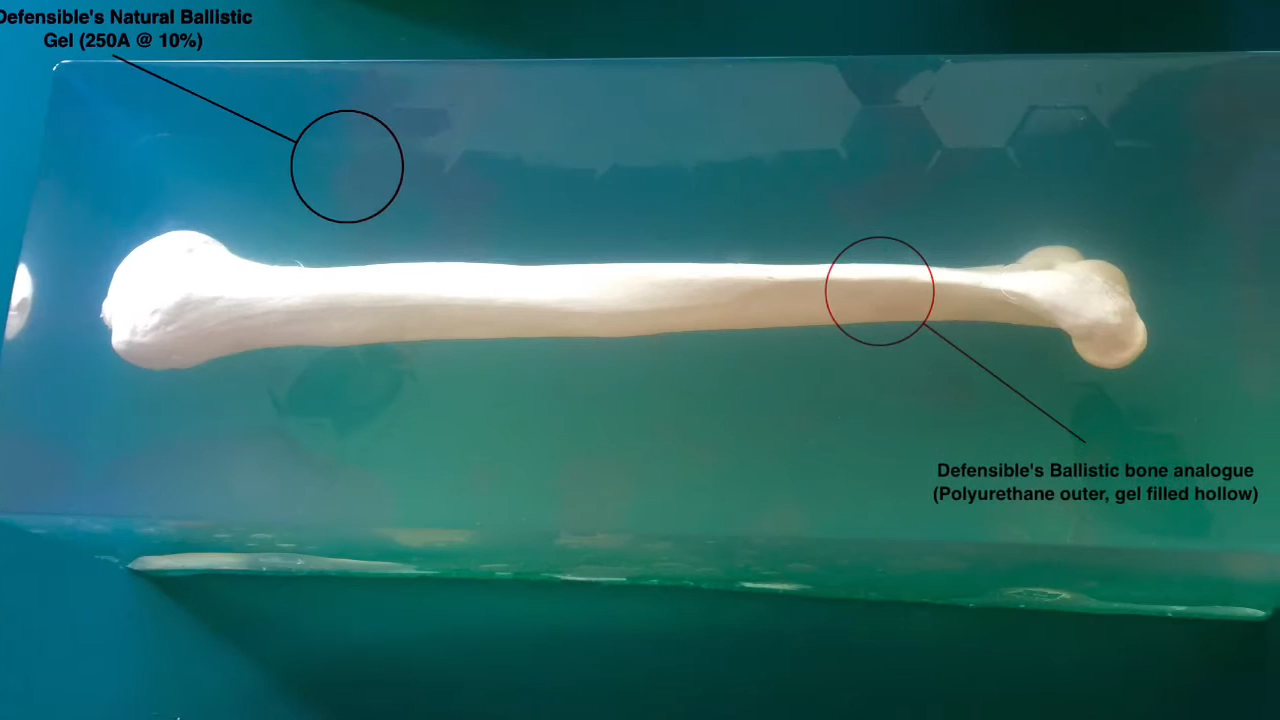 Defensible's Natural Ballistic
Gel (250A @ 10%)
Defensible's Ballistic bone analogue
(Polyurethane outer, gel filled hollow)